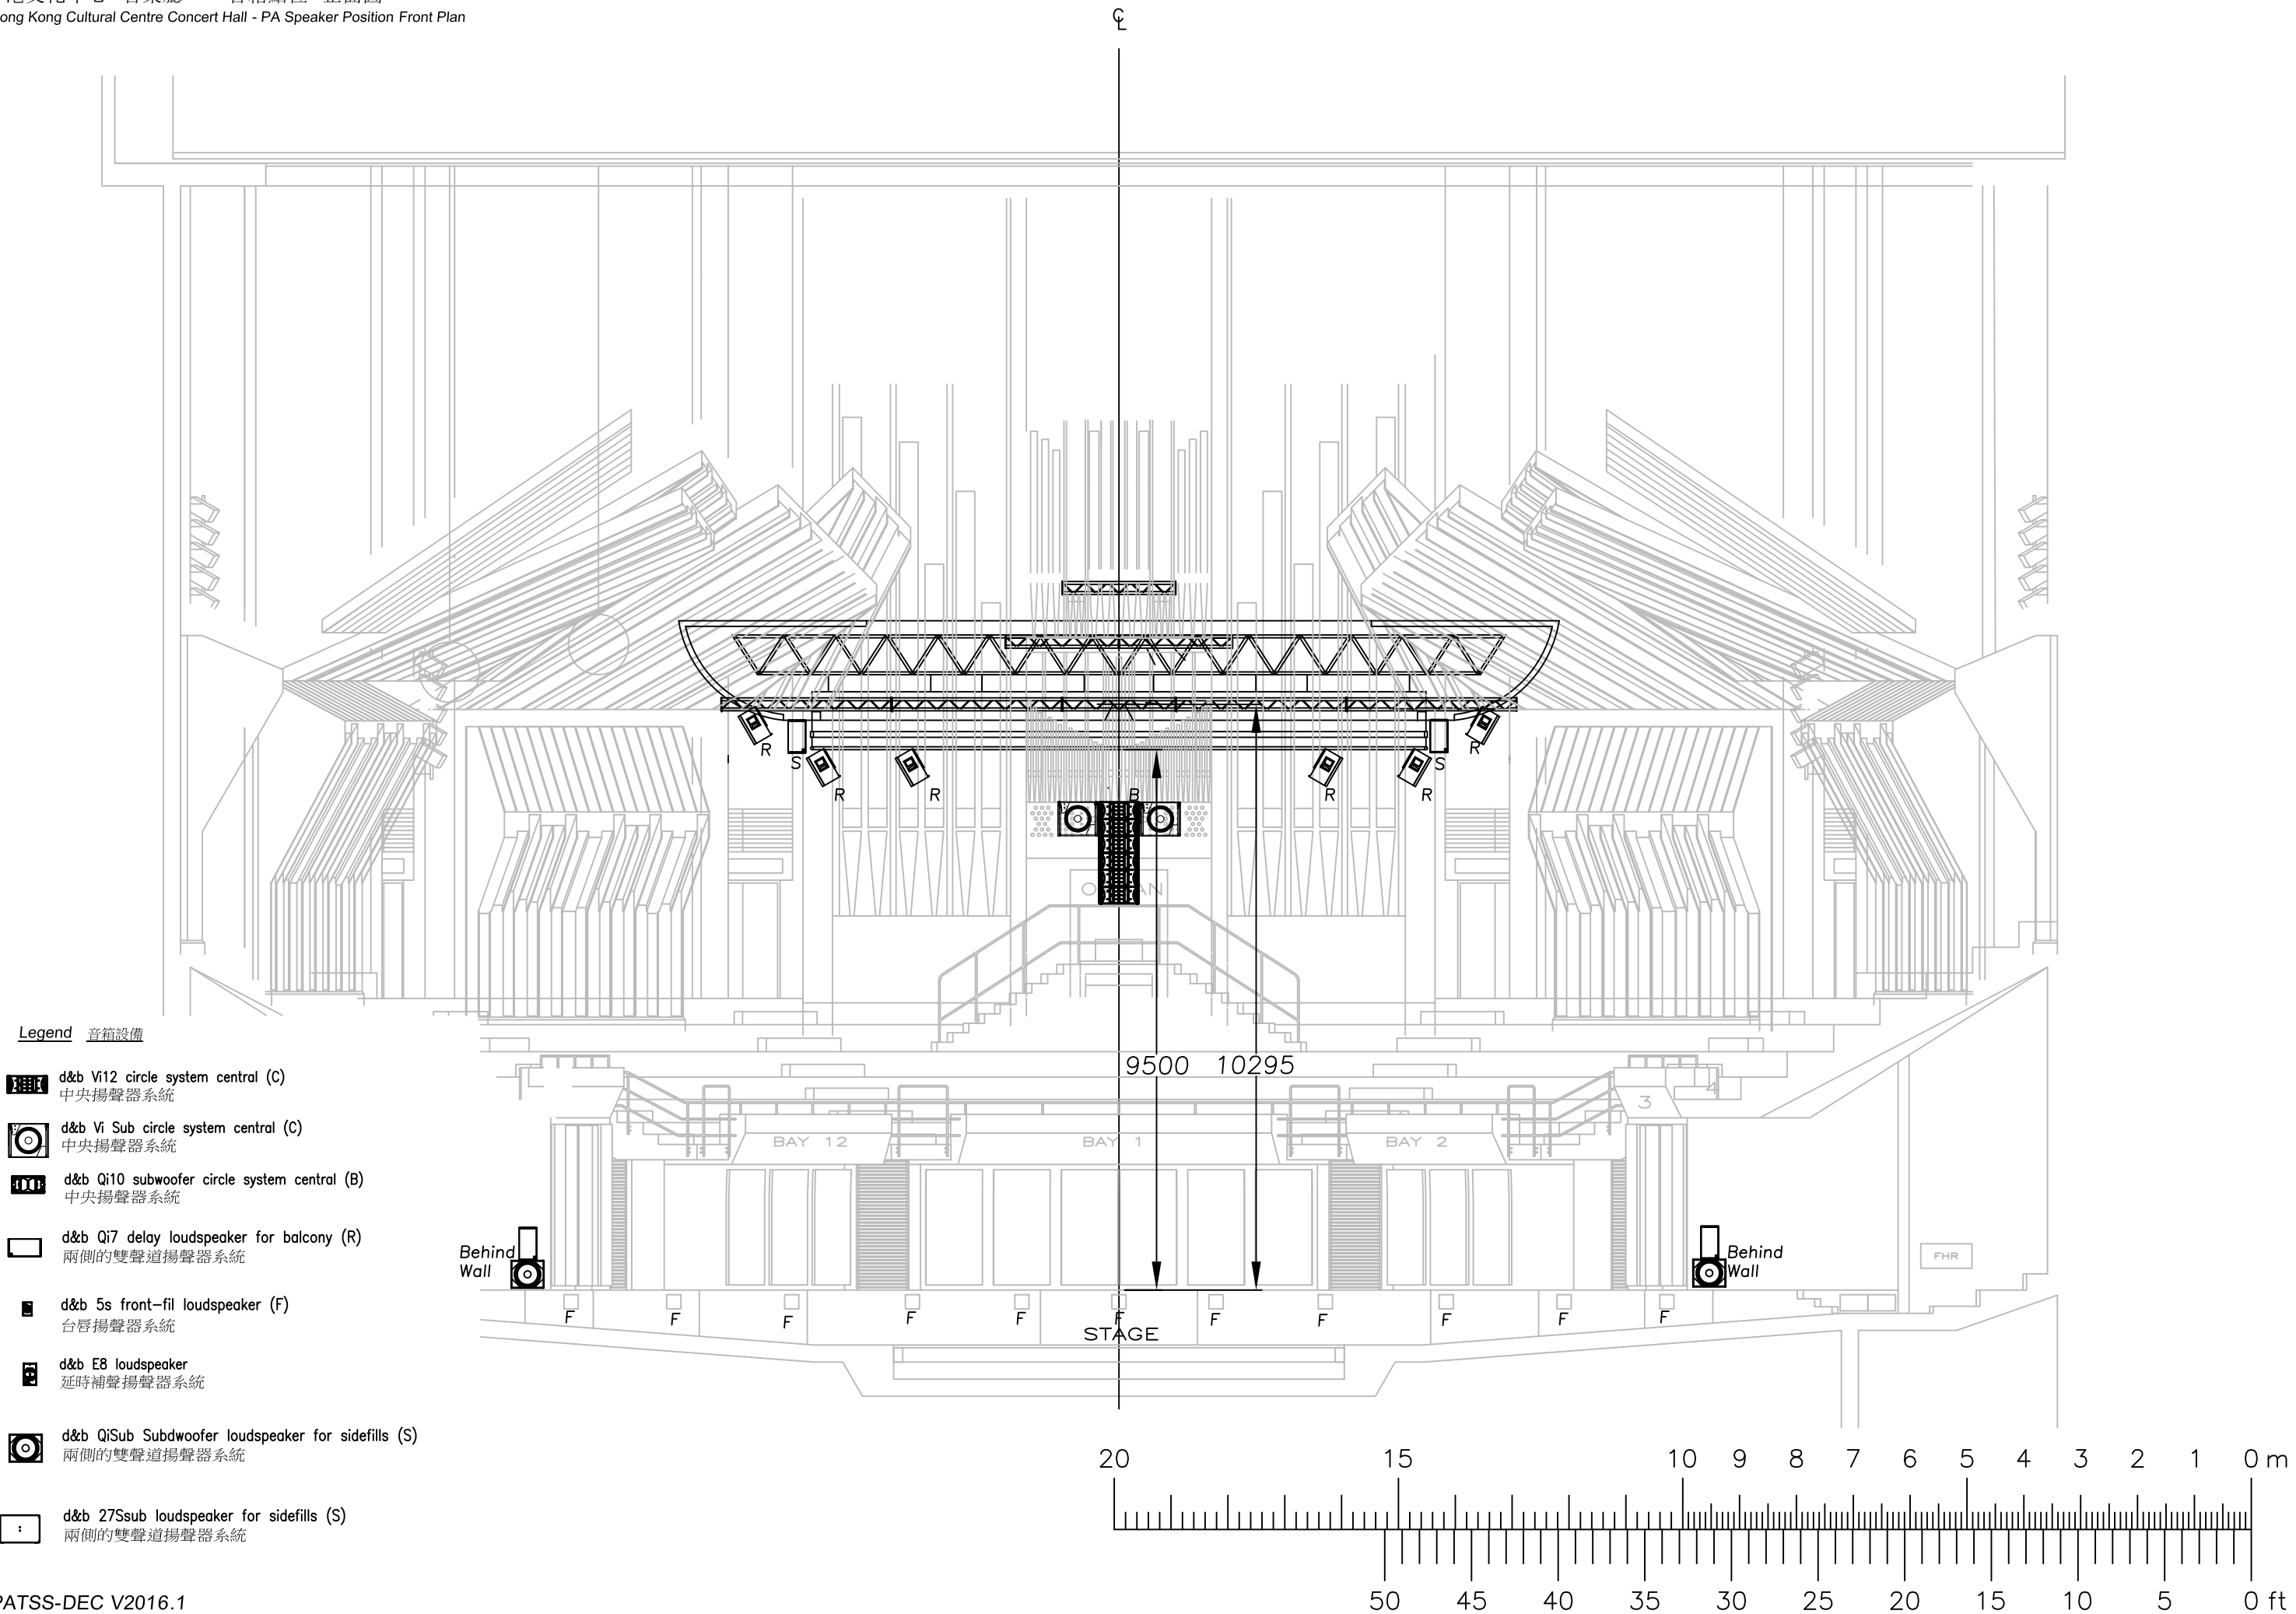 ong Kong Cultural Centre Concert Hall - PA Speaker Position Front Plan
R
S
R
R
B
R
R
S
R
9500
10295
3
4
BAY 12
BAY 1
BAY 2
Behind
Wall
Behind
Wall
FHR
F
F
F
F
F
F
F
F
F
F
F
STAGE
Legend 音箱設備
d&b Vi12 circle system central (C)
中央揚聲器系統
d&b Vi Sub circle system central (C)
中央揚聲器系統
d&b Qi10 subwoofer circle system central (B)
中央揚聲器系統
d&b Qi7 delay loudspeaker for balcony (R)
兩側的雙聲道揚聲器系統
d&b 5s front-fil loudspeaker (F)
台唇揚聲器系統
d&b E8 loudspeaker
延時補聲揚聲器系統
d&b QiSub Subdwoofer loudspeaker for sidefills (S)
兩側的雙聲道揚聲器系統
d&b 27Ssub loudspeaker for sidefills (S)
兩側的雙聲道揚聲器系統
20 15 10 9 8 7 6 5 4 3 2 1 0 m
50 45 40 35 30 25 20 15 10 5 0 ft
PATSS-DEC V2016.1